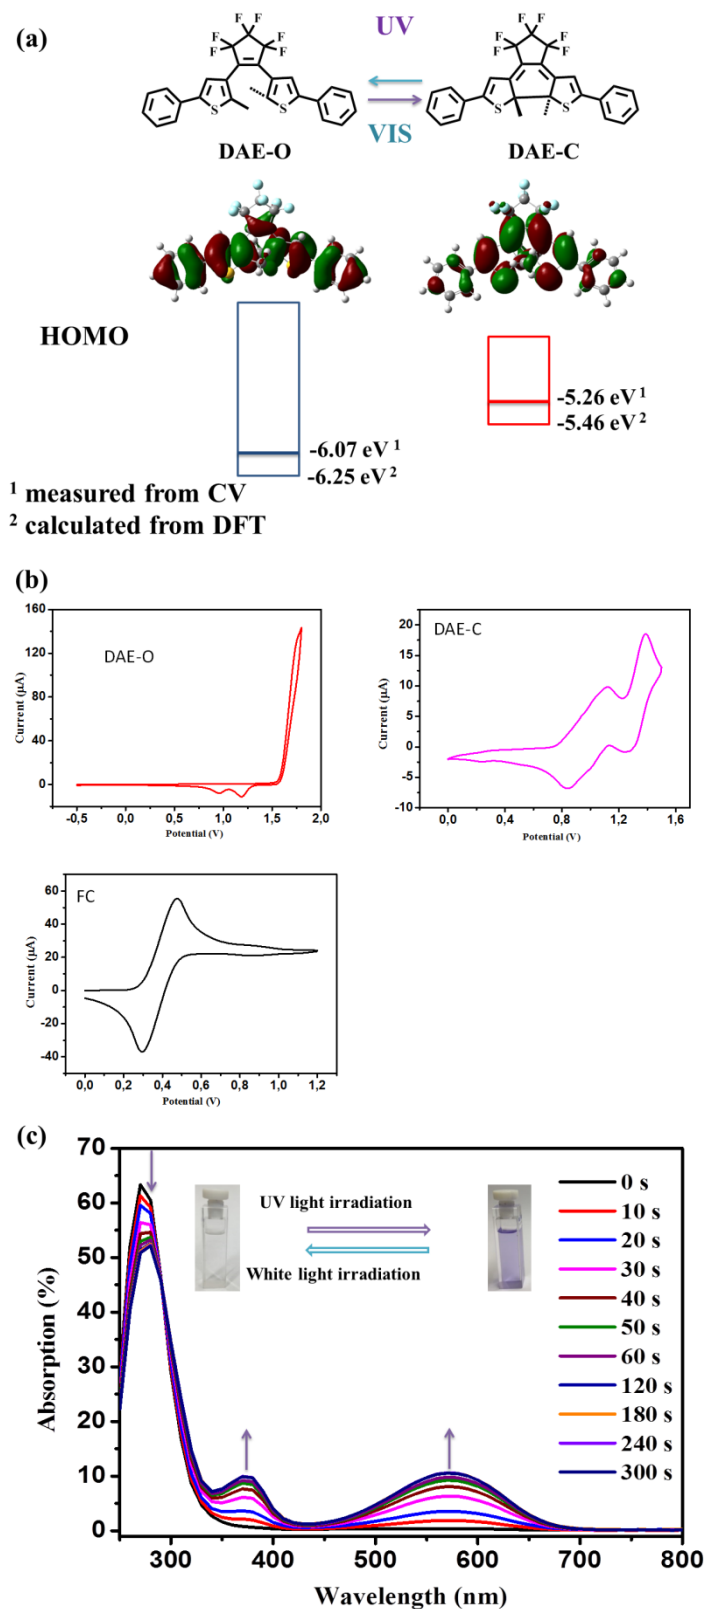 (a)
UV
F F F F F F
F F F F F F
S S
S S
VIS
DAE-O
DAE-C
HOMO
-5.26 eV 1
-5.46 eV 2
-6.07 eV 1
-6.25 eV 2
1 measured from CV
2 calculated from DFT
(b)
160
120
80
40
0
DAE-O
Current (µA)
-0,5 0,0 0,5 1,0 1,5 2,0
Potential (V)
20
15
10
5
0
-5
-10
DAE-C
Current (µA)
0,0 0,4 0,8 1,2 1,6
Potential (V)
60
40
20
0
-20
-40
FC
Current (µA)
0,0 0,2 0,4 0,6 0,8 1,0 1,2
Potential (V)
(c)
70
60
50
40
30
20
10
0
Absorption (%)
UV light irradiation
White light irradiation
0 s
10 s
20 s
30 s
40 s
50 s
60 s
120 s
180 s
240 s
300 s
300 400 500 600 700 800
Wavelength (nm)